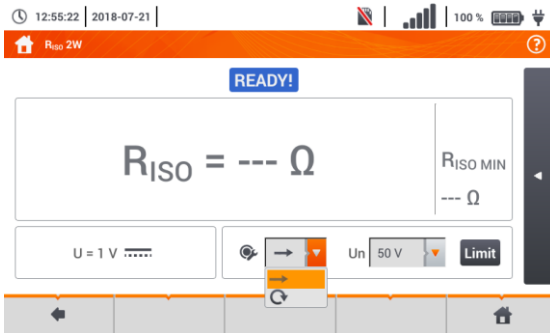 12:55:22 2018-07-21 100 %
RISO 2W
READY!
RISO = --- Ω
RISO MIN
--- Ω
U = 1 V
Un 50 V Limit